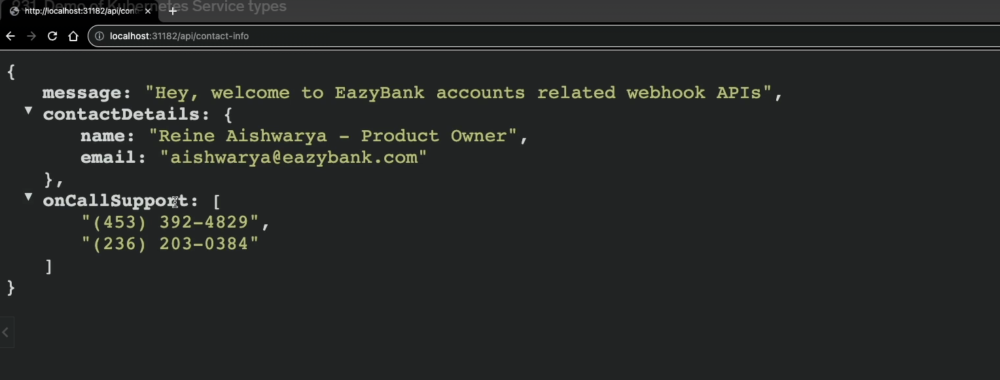 231. Demo of Kubernetes Service types
http://localhost:31182/api/cont
localhost:31182/api/contact-info
{
message: "Hey, welcome to EazyBank accounts related webhook APIs",
contactDetails: {
name: "Reine Aishwarya – Product Owner",
email: "aishwarya@eazybank.com"
},
onCallSupport: [
"(453) 392–4829",
"(236) 203–0384"
]
}